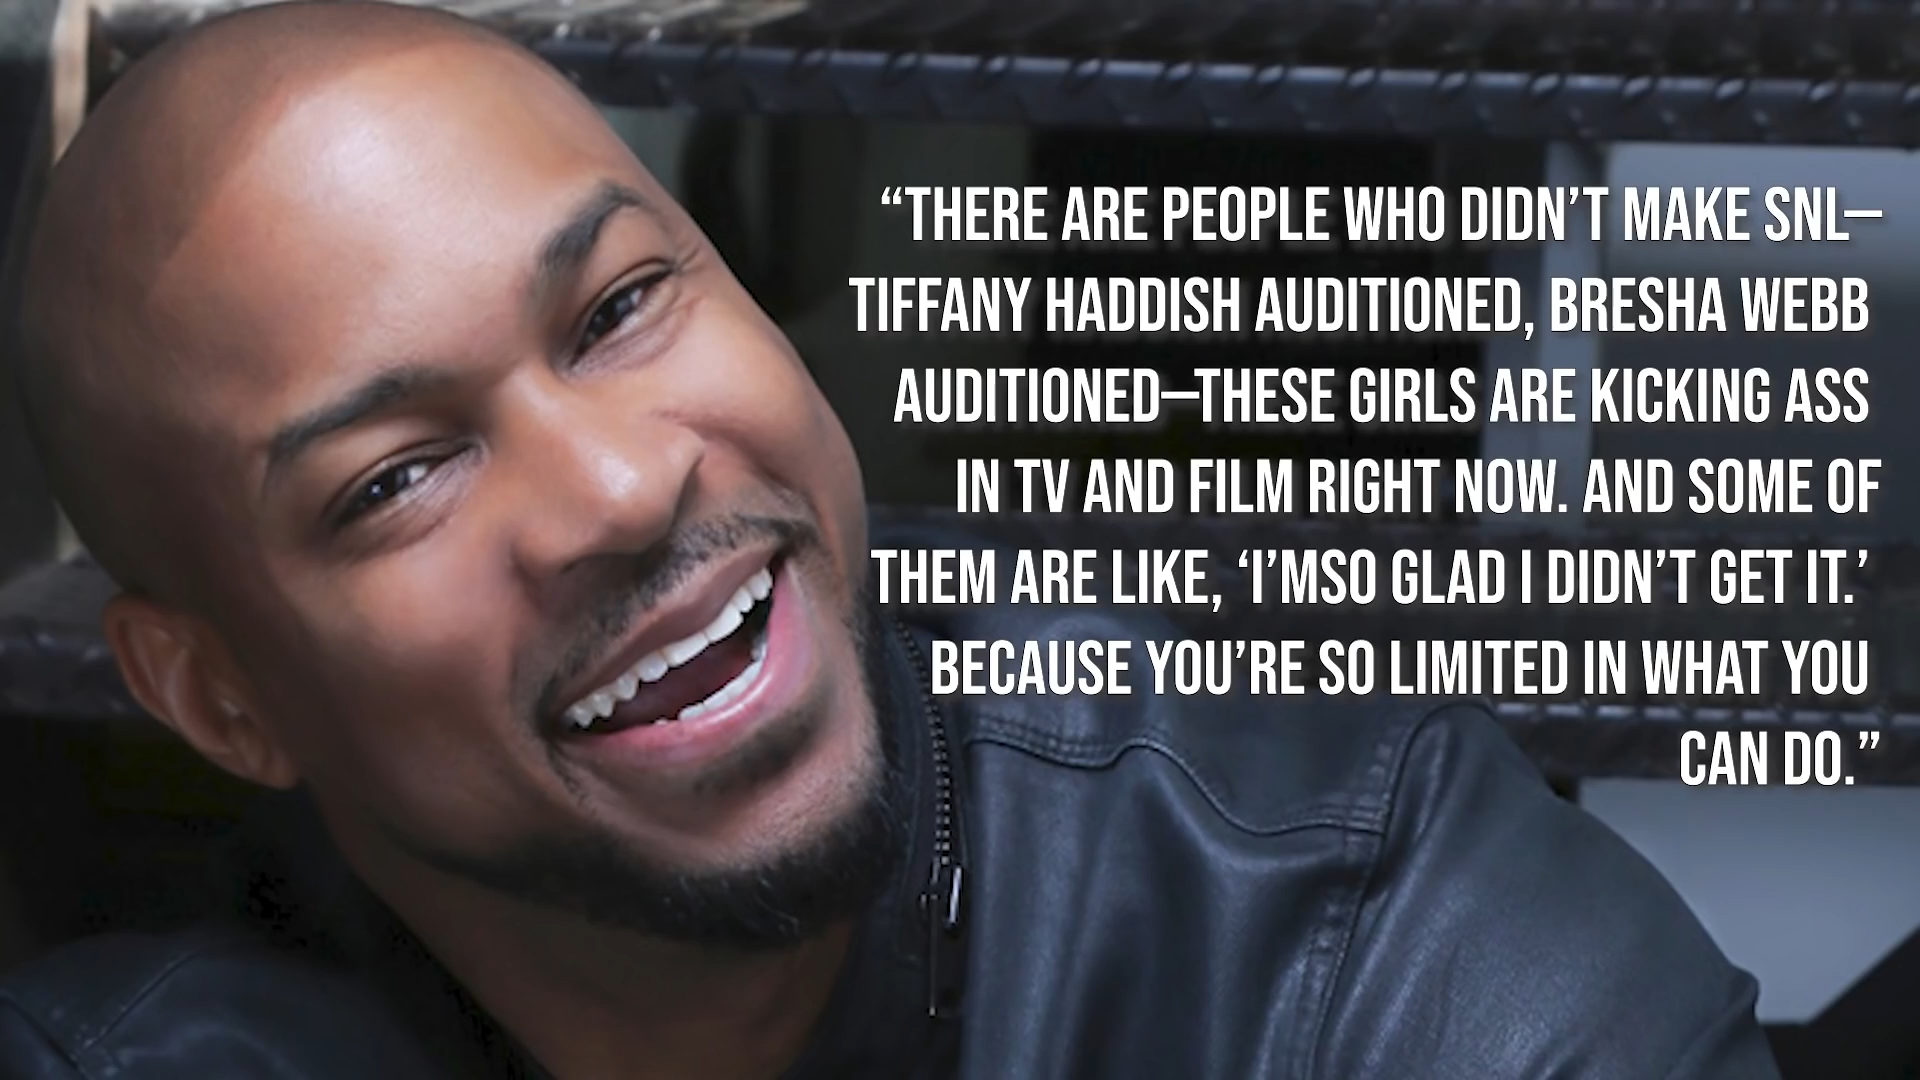 “THERE ARE PEOPLE WHO DIDN’T MAKE SNL—
TIFFANY HADDISH AUDITIONED, BRESHA WEBB
AUDITIONED—THESE GIRLS ARE KICKING ASS
IN TV AND FILM RIGHT NOW. AND SOME OF
THEM ARE LIKE, ‘I’MSO GLAD I DIDN’T GET IT.’
BECAUSE YOU’RE SO LIMITED IN WHAT YOU
CAN DO.”